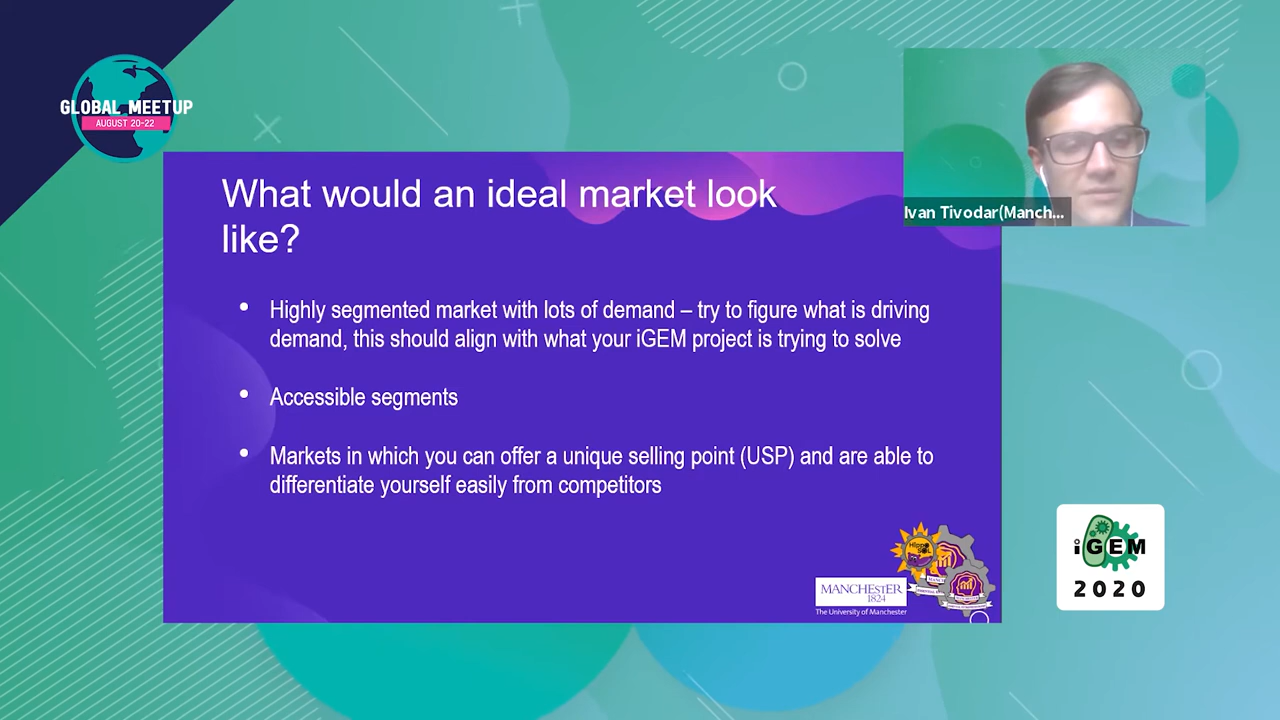 GLOBAL MEETUP
AUGUST 20-22
What would an ideal market look
like?
• Highly segmented market with lots of demand – try to figure what is driving
demand, this should align with what your iGEM project is trying to solve
• Accessible segments
• Markets in which you can offer a unique selling point (USP) and are able to
differentiate yourself easily from competitors
Ivan Tivodar(Manch...
Hippo
SOL
MANCHESTER
1824
The University of Manchester
iGEM
2020